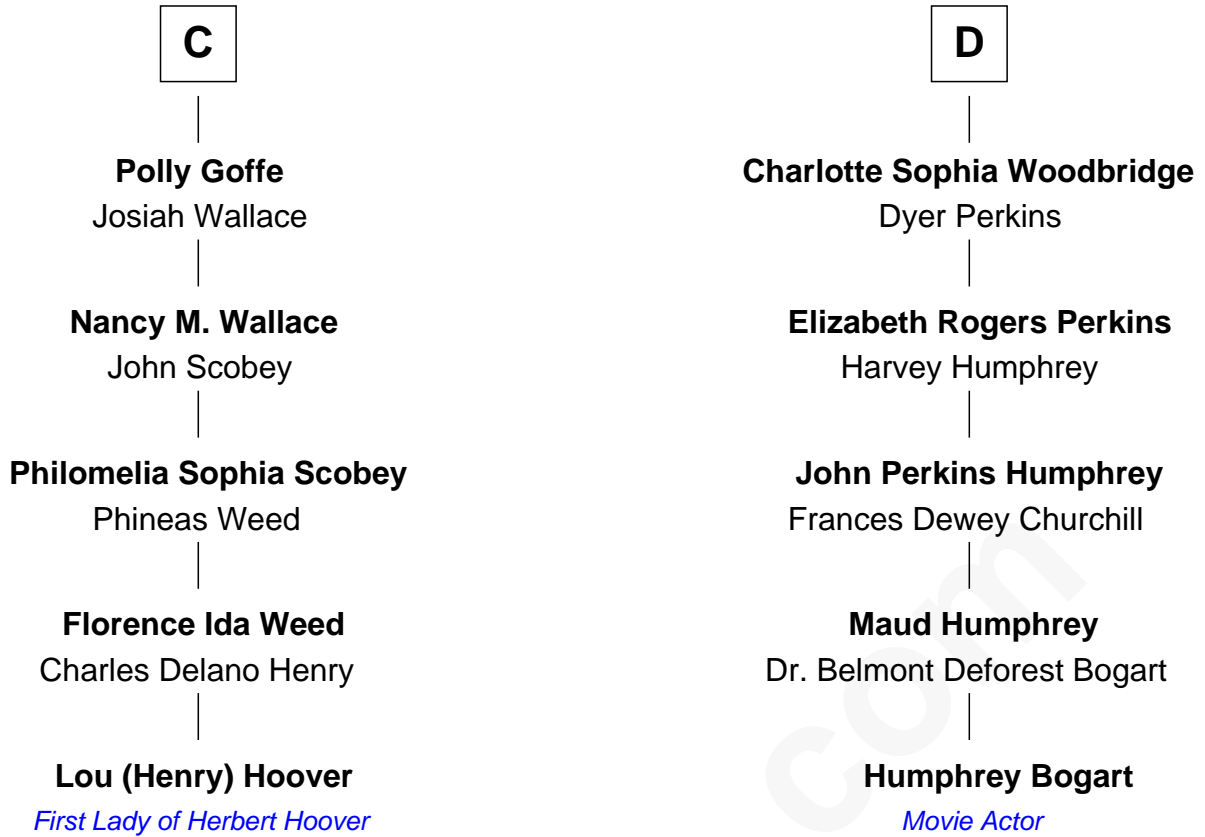 C
Polly Goffe
Josiah Wallace
Nancy M. Wallace
John Scobey
Philomelia Sophia Scobey
Phineas Weed
Florence Ida Weed
Charles Delano Henry
Lou (Henry) Hoover
First Lady of Herbert Hoover
D
Charlotte Sophia Woodbridge
Dyer Perkins
Elizabeth Rogers Perkins
Harvey Humphrey
John Perkins Humphrey
Frances Dewey Churchill
Maud Humphrey
Dr. Belmont Deforest Bogart
Humphrey Bogart
Movie Actor
com